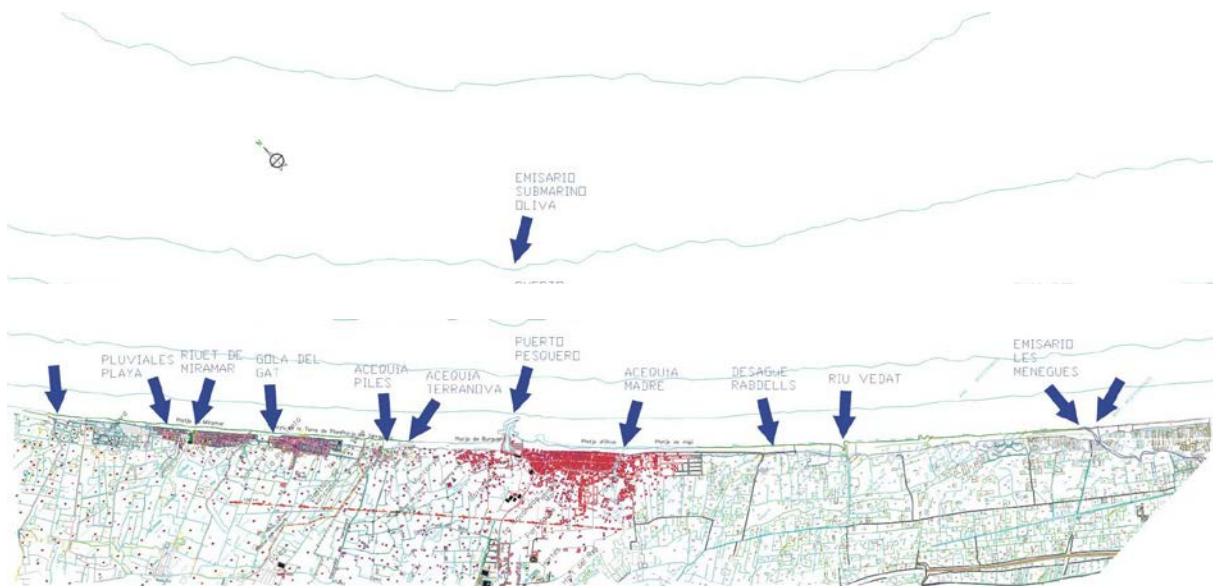 EMISARIO
SUBMARINO
OLIVA
PUERTO
PESQUERO
PLUVIALES
PLAYA
RIUET DE
MIRAMAR
GOLA DEL
GAT
ACEQUIA
PILES
ACEQUIA
TERRANOVA
ACEQUIA
MADRE
DESAGUE
RABDELLS
RIU VEDAT
EMISARIO
LES
MENEGUES
Miramar